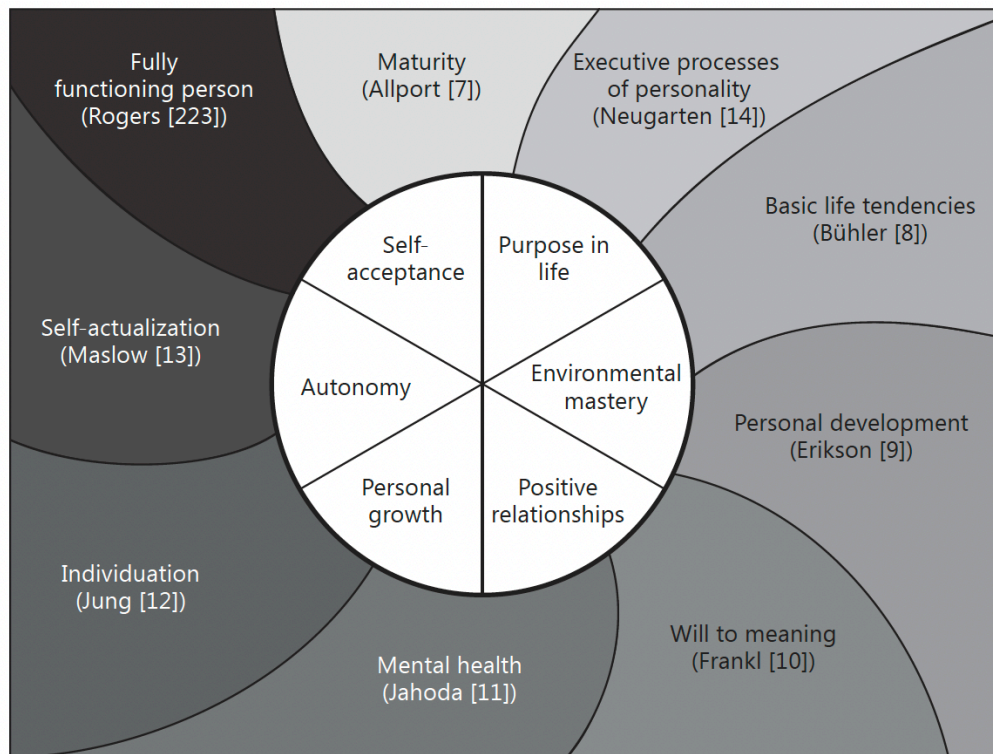 Fully
functioning person
(Rogers [223])
Maturity
(Allport [7])
Executive processes
of personality
(Neugarten [14])
Basic life tendencies
(Bühler [8])
Self-
acceptance
Purpose in
life
Self-actualization
(Maslow [13])
Autonomy
Environmental
mastery
Personal development
(Erikson [9])
Personal
growth
Positive
relationships
Individuation
(Jung [12])
Mental health
(Jahoda [11])
Will to meaning
(Frankl [10])